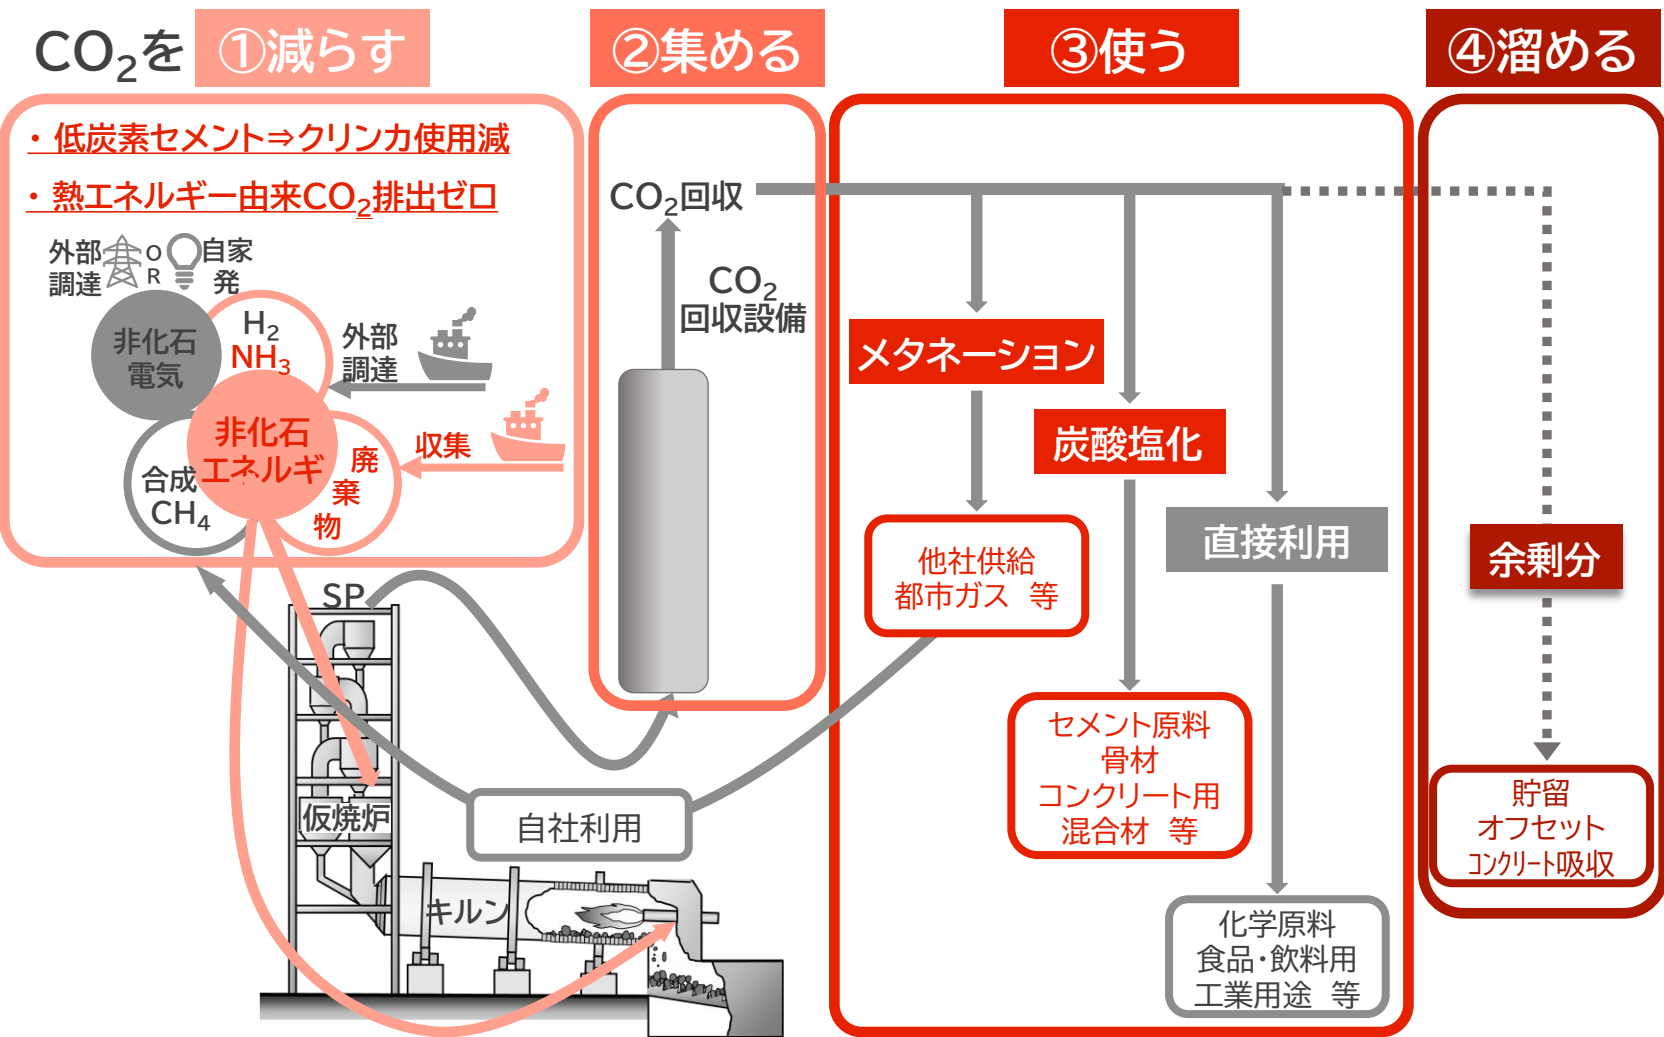 CO₂を
①減らす
②集める
③使う
④溜める
・低炭素セメント⇒クリンカ使用減
・熱エネルギー由来CO₂排出ゼロ
外部
調達
O
R
自家
発
非化石
電気
H₂
NH₃
外部
調達
非化石
エネルギ
収集
廃
棄
物
合成
CH₄
SP
仮焼炉
キルン
自社利用
CO₂回収
CO₂
回収設備
メタネーション
炭酸塩化
直接利用
他社供給
都市ガス 等
セメント原料
骨材
コンクリート用
混合材 等
化学原料
食品・飲料用
工業用途 等
余剰分
貯留
オフセット
コンクリート吸収